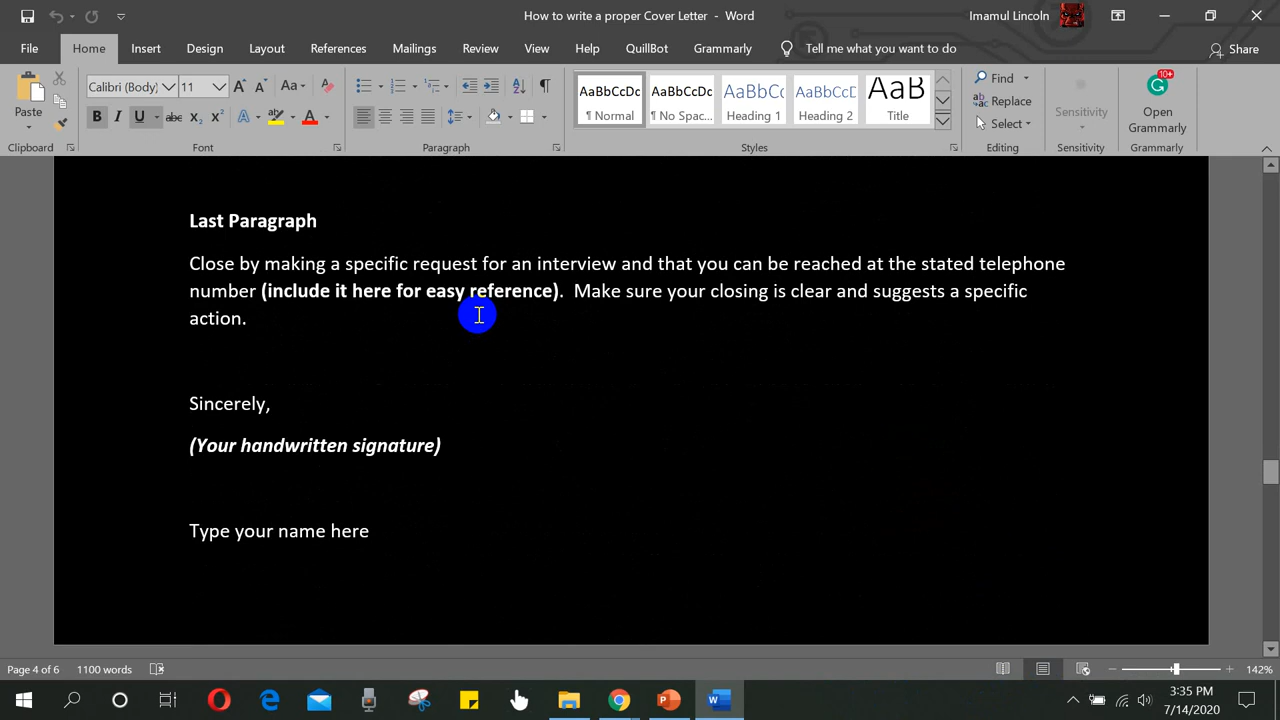 How to write a proper Cover Letter - Word
Imamul Lincoln
File Home Insert Design Layout References Mailings Review View Help QuillBot Grammarly Tell me what you want to do Share
Paste
Clipboard
Calibri (Body) 11
Font
Paragraph
AaBbCcDc AaBbCcDc AaBbCc AaBbCcD AaB
¶ Normal ¶ No Spac... Heading 1 Heading 2 Title
Styles
Find
Replace
Select
Editing
Sensitivity
Sensitivity
10+
Open
Grammarly
Grammarly
Last Paragraph
Close by making a specific request for an interview and that you can be reached at the stated telephone
number (include it here for easy reference). Make sure your closing is clear and suggests a specific
action.
Sincerely,
(Your handwritten signature)
Type your name here
Page 4 of 6 1100 words
142%
3:35 PM
7/14/2020